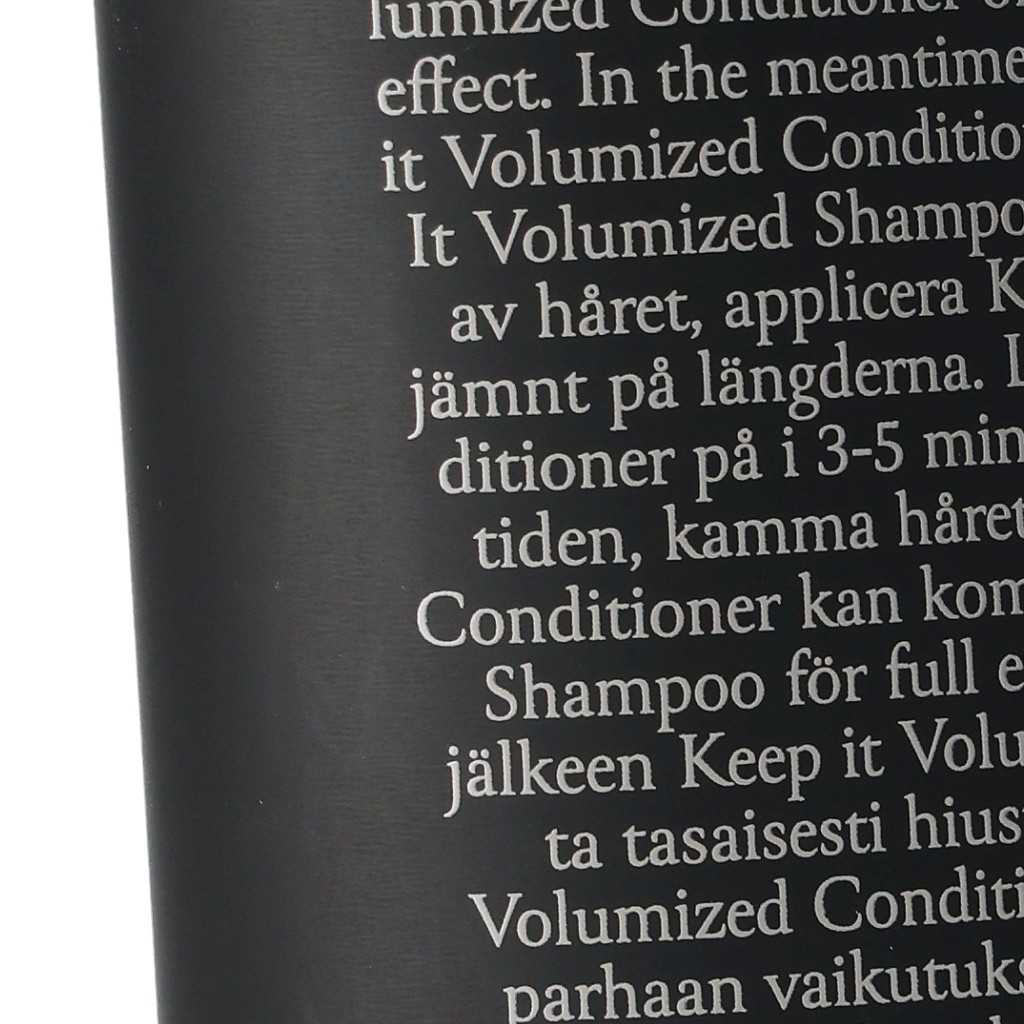 lumized Conditioner
effect. In the meantime
it Volumized Conditio
It Volumized Shampo
av håret, applicera K
jämnt på längderna. L
ditioner på i 3-5 min
tiden, kamma håret
Conditioner kan kom
Shampoo för full e
jälkeen Keep it Volu
ta tasaisesti hius
Volumized Conditi
parhaan vaikutuks